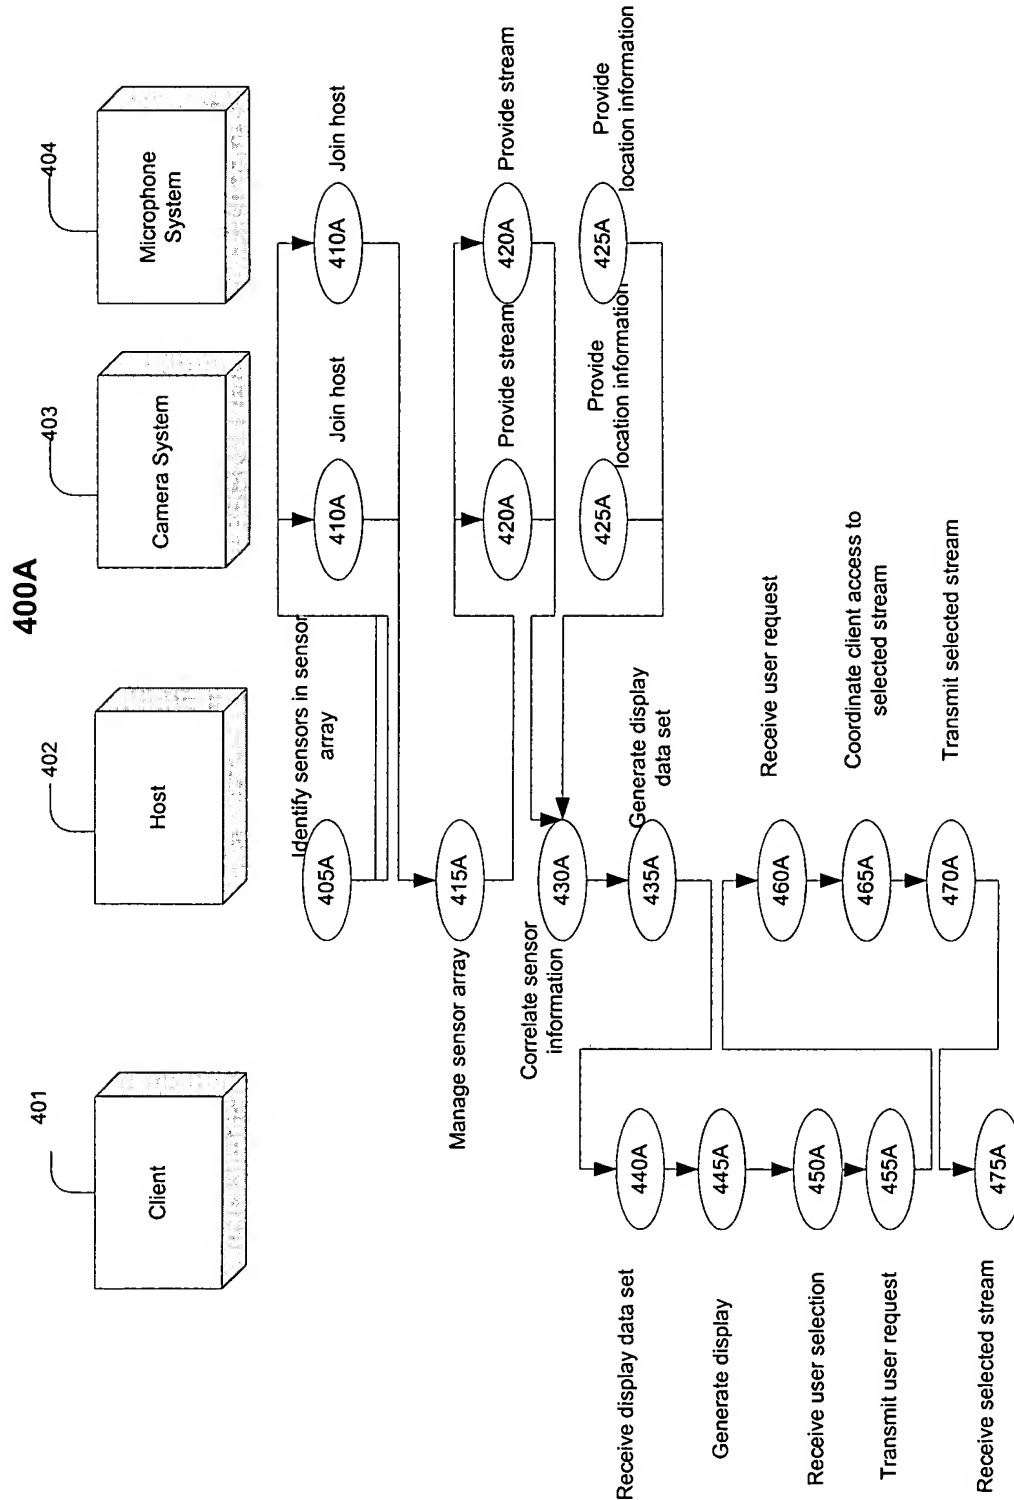 400A
401
Client
402
Host
403
Camera System
404
Microphone
System
Identify sensors in sensor
array
405A
410A
Join host
410A
Join host
Manage sensor array
415A
420A
Provide stream
420A
Provide stream
425A
Provide
location information
425A
Provide
location information
Correlate sensor
information
430A
Generate display
data set
435A
Receive display data set
440A
Generate display
445A
Receive user selection
450A
Transmit user request
455A
460A
Receive user request
465A
Coordinate client access to
selected stream
470A
Transmit selected stream
Receive selected stream
475A